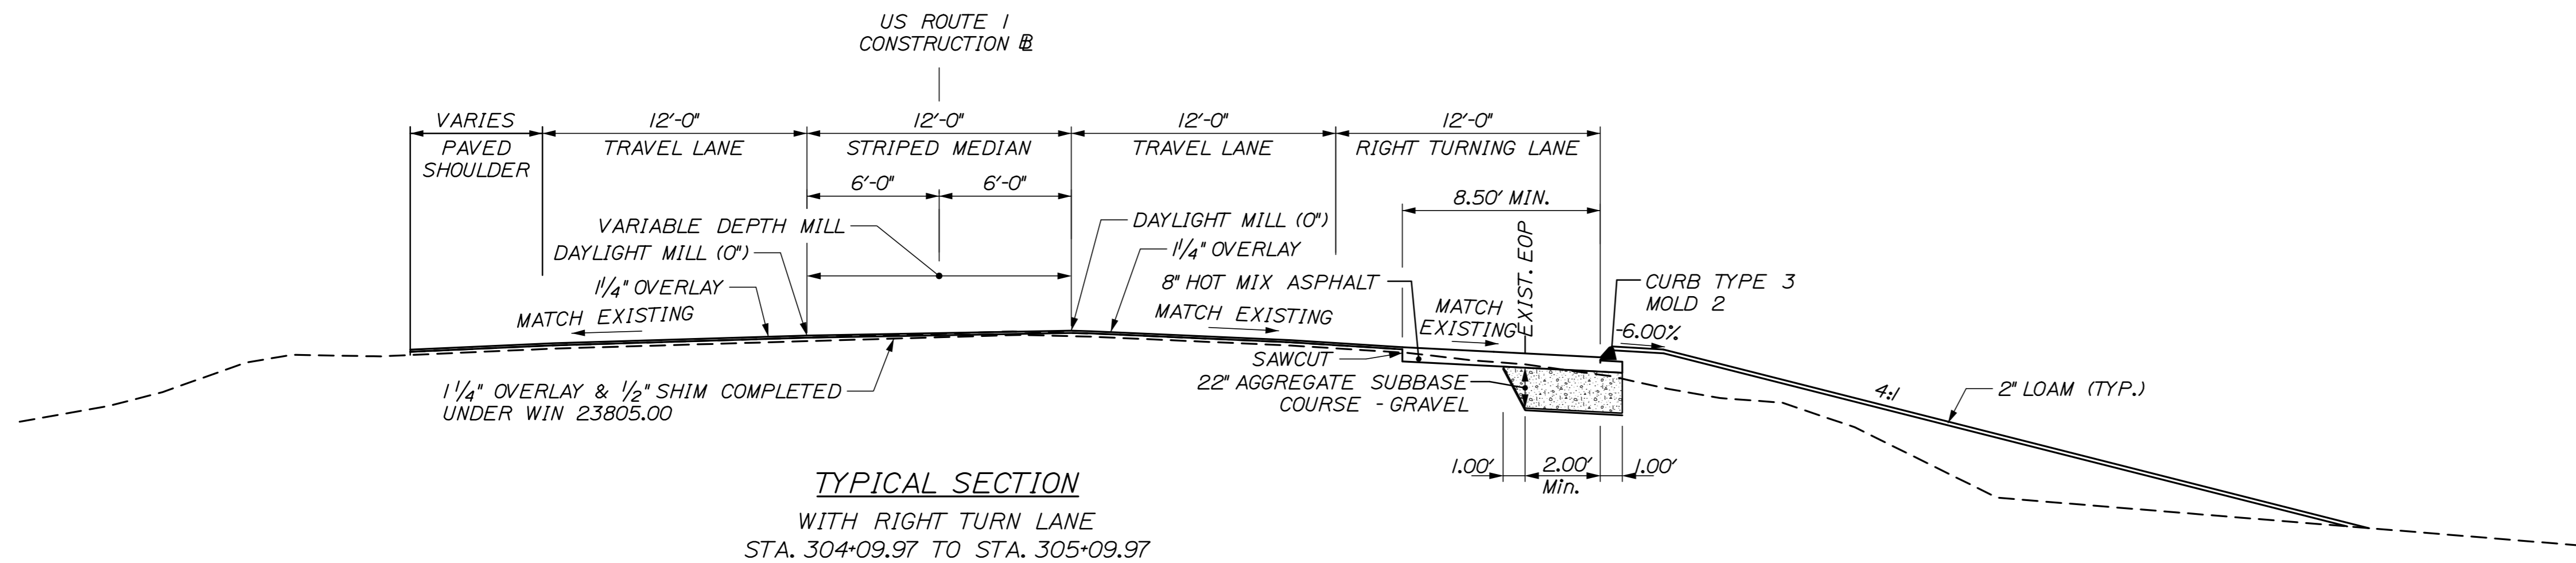 US ROUTE 1
CONSTRUCTION BL
VARIES
12'-0"
12'-0"
12'-0"
12'-0"
PAVED
SHOULDER
TRAVEL LANE
STRIPED MEDIAN
TRAVEL LANE
RIGHT TURNING LANE
6'-0"
6'-0"
8.50' MIN.
VARIABLE DEPTH MILL
DAYLIGHT MILL (0")
DAYLIGHT MILL (0")
1 1/4" OVERLAY
EXIST. EOP
8" HOT MIX ASPHALT
CURB TYPE 3
MOLD 2
1 1/4" OVERLAY
MATCH EXISTING
MATCH EXISTING
MATCH
EXISTING
-6.00%
SAWCUT
22" AGGREGATE SUBBASE
COURSE - GRAVEL
1 1/4" OVERLAY & 1/2" SHIM COMPLETED
UNDER WIN 23805.00
4:1
2" LOAM (TYP.)
1.00'
2.00'
Min.
1.00'
TYPICAL SECTION
WITH RIGHT TURN LANE
STA. 304+09.97 TO STA. 305+09.97